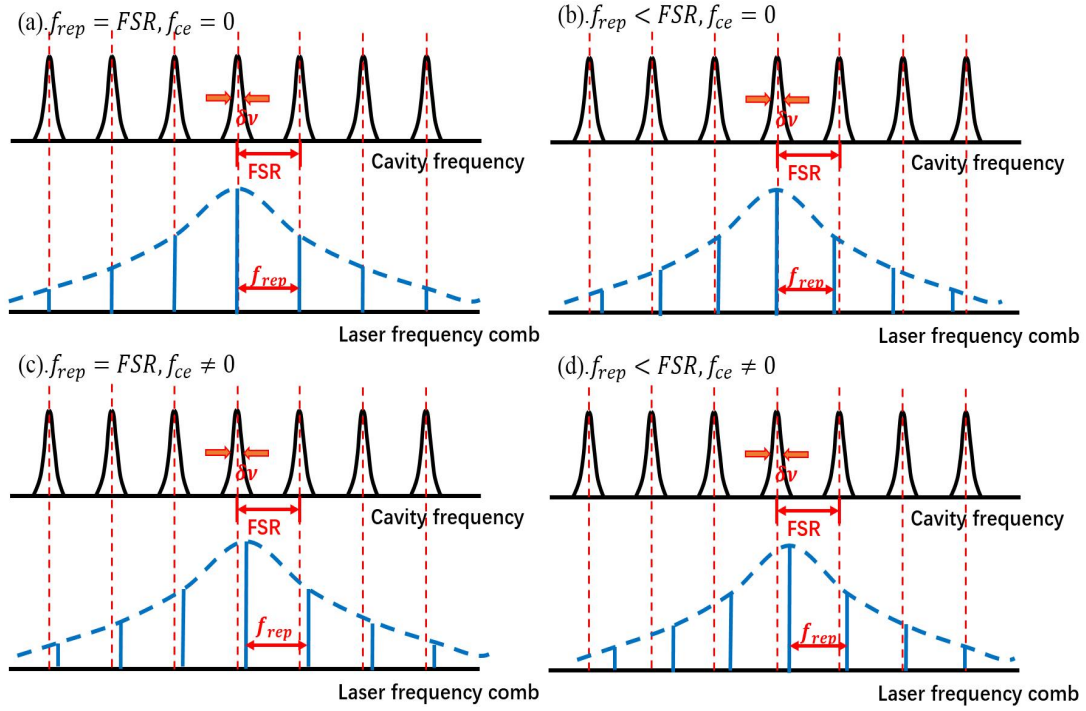 (a).f_rep = FSR, f_ce = 0
δν
Cavity frequency
FSR
f_rep
Laser frequency comb
(b).f_rep < FSR, f_ce = 0
δν
Cavity frequency
FSR
f_rep
Laser frequency comb
(c).f_rep = FSR, f_ce ≠ 0
δν
Cavity frequency
FSR
f_rep
Laser frequency comb
(d).f_rep < FSR, f_ce ≠ 0
δν
Cavity frequency
FSR
f_rep
Laser frequency comb